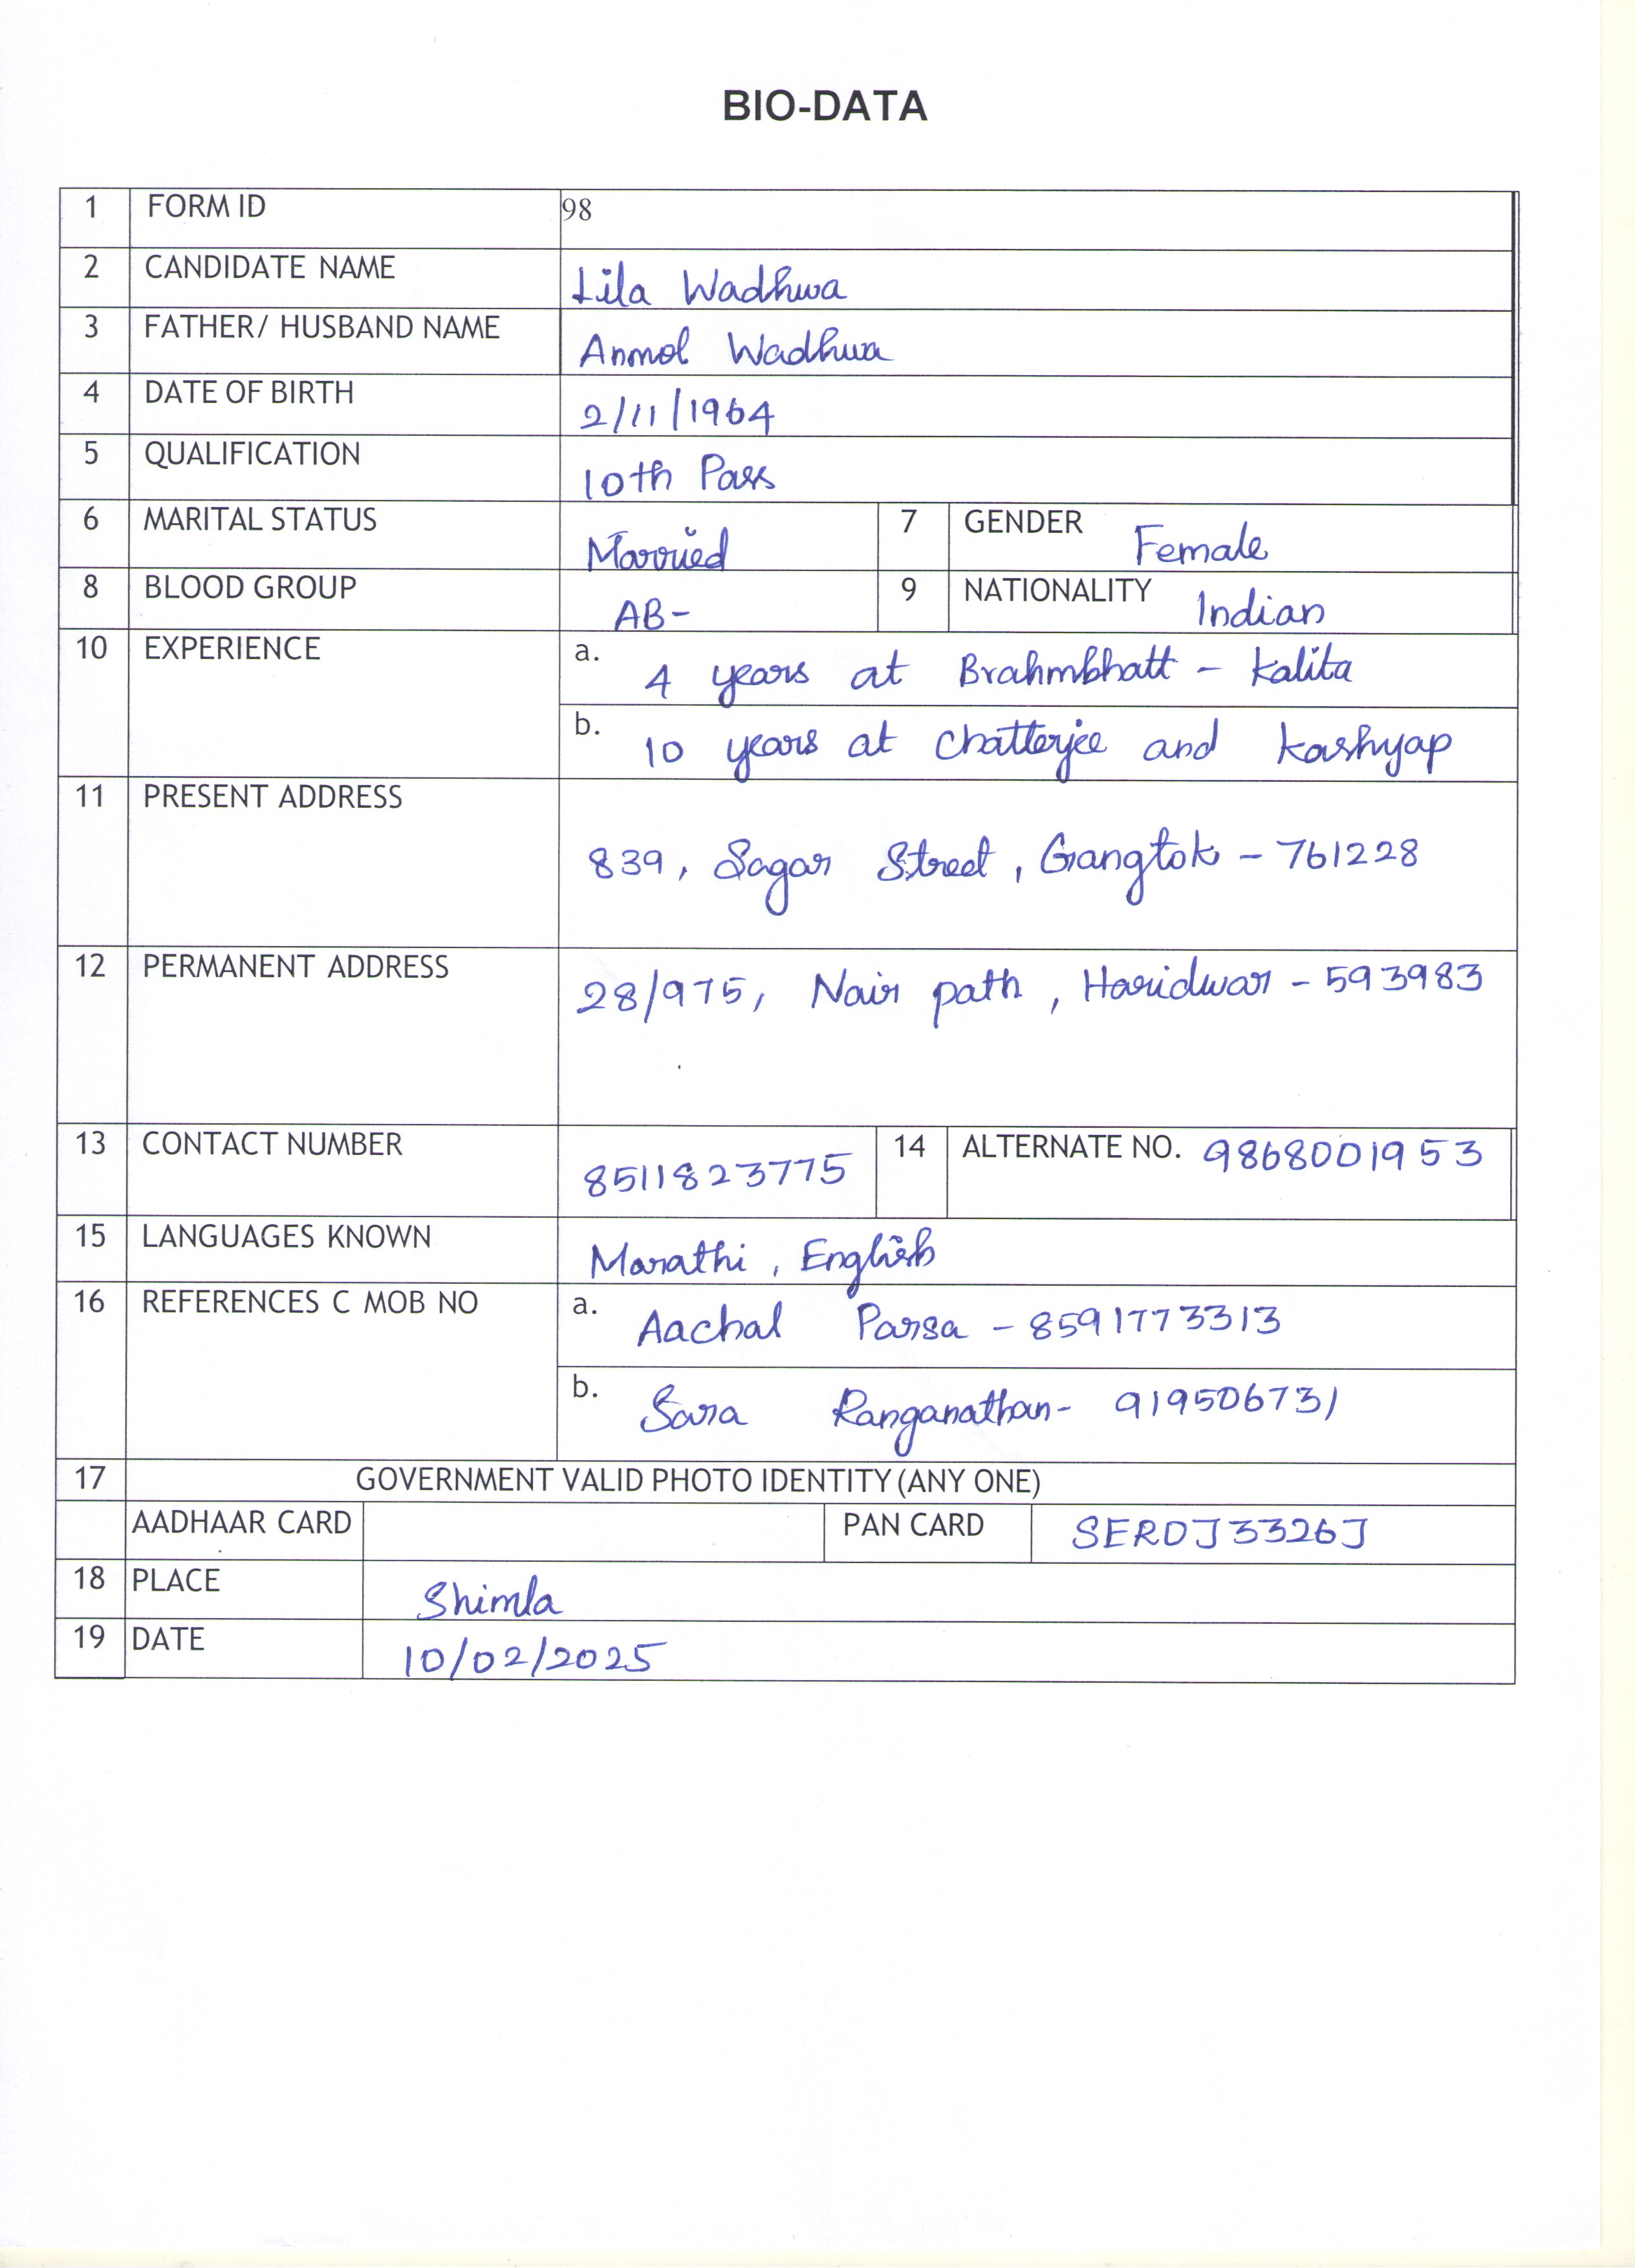 BIO-DATA
1 FORM ID 98
2 CANDIDATE NAME Lila Wadhwa
3 FATHER/ HUSBAND NAME Anmol Wadhwa
4 DATE OF BIRTH 2/11/1964
5 QUALIFICATION 10th Pass
6 MARITAL STATUS Married 7 GENDER Female
8 BLOOD GROUP AB- 9 NATIONALITY Indian
10 EXPERIENCE a. 4 years at Brahmbhatt - Kalita
b. 10 years at Chatterjee and Kashyap
11 PRESENT ADDRESS
839, Sagar Street, Gangtok - 761228
12 PERMANENT ADDRESS 28/975, Nair path, Haridwar - 593983
13 CONTACT NUMBER 8511823775 14 ALTERNATE NO. 9868001953
15 LANGUAGES KNOWN Marathi, English
16 REFERENCES C MOB NO a. Aachal Parsa - 8591773313
b. Sara Ranganathan- 919506731
17 GOVERNMENT VALID PHOTO IDENTITY (ANY ONE)
AADHAAR CARD PAN CARD SERDJ3326J
18 PLACE Shimla
19 DATE 10/02/2025